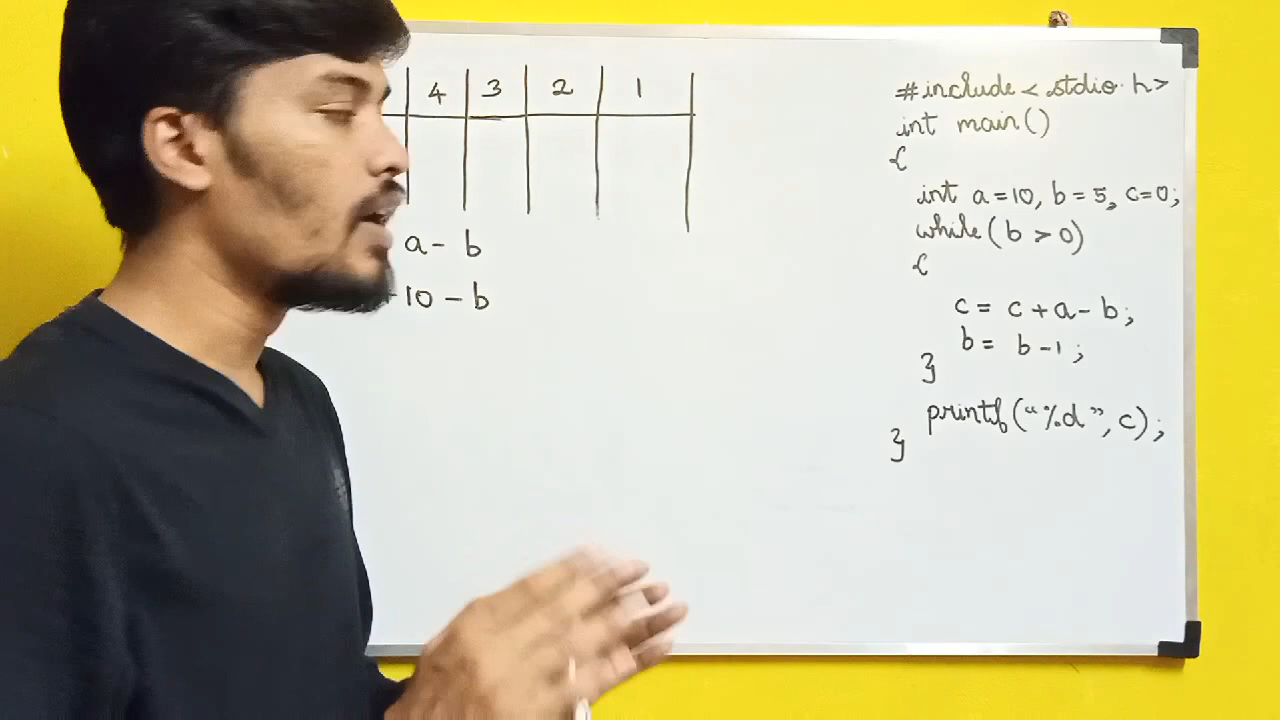 4 3 2 1
a - b
+10 - b
#include < stdio.h>
int main()
{
int a=10, b=5, c=0;
while(b > 0)
{
c = c + a - b;
b = b-1;
}
printf("%d", c);
}